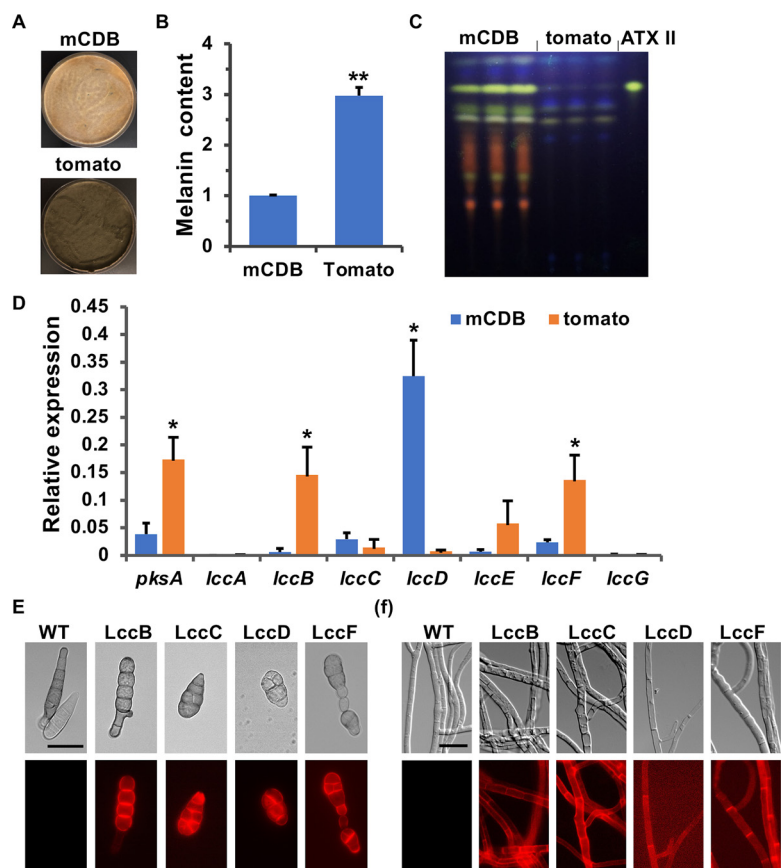 A
mCDB
tomato
B
Melanin content
4
3
2
1
0
**
mCDB Tomato
C
mCDB | tomato | ATX II
D
Relative expression
0.45
0.4
0.35
0.3
0.25
0.2
0.15
0.1
0.05
0
mCDB tomato
* * * *
pksA lccA lccB lccC lccD lccE lccF lccG
E
WT LccB LccC LccD LccF
(f)
WT LccB LccC LccD LccF